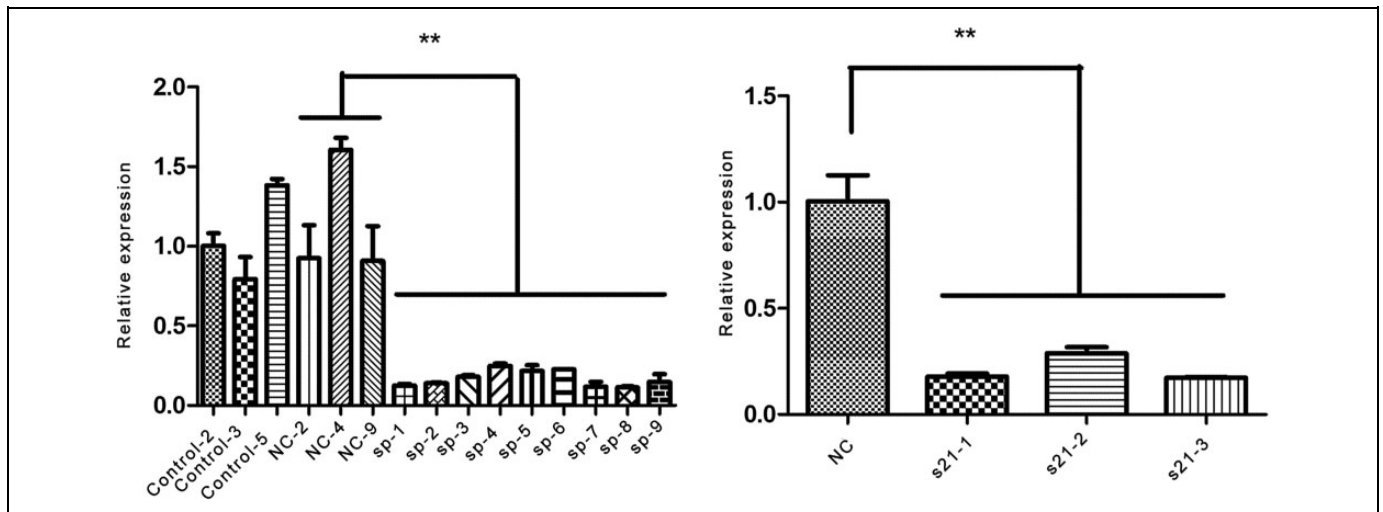 **
2.0
1.5
1.0
0.5
0.0
Relative expression
Control-2
Control-3
Control-5
NC-2
NC-4
NC-9
sp-1
sp-2
sp-3
sp-4
sp-5
sp-6
sp-7
sp-8
sp-9
**
1.5
1.0
0.5
0.0
Relative expression
NC
s21-1
s21-2
s21-3